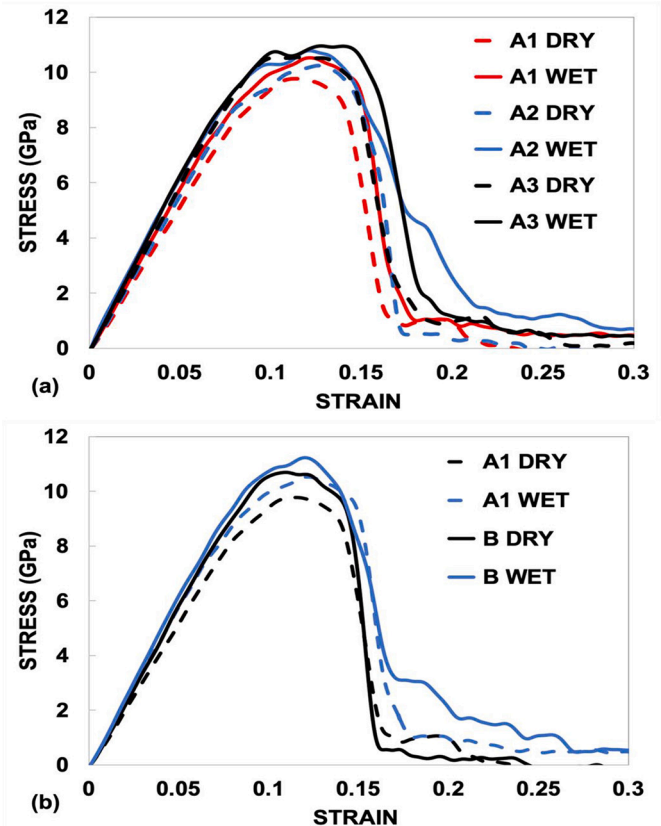 12
10
8
6
4
2
0
STRESS (GPa)
A1 DRY
A1 WET
A2 DRY
A2 WET
A3 DRY
A3 WET
0 0.05 0.1 0.15 0.2 0.25 0.3
(a) STRAIN
12
10
8
6
4
2
0
STRESS (GPa)
A1 DRY
A1 WET
B DRY
B WET
0 0.05 0.1 0.15 0.2 0.25 0.3
(b) STRAIN